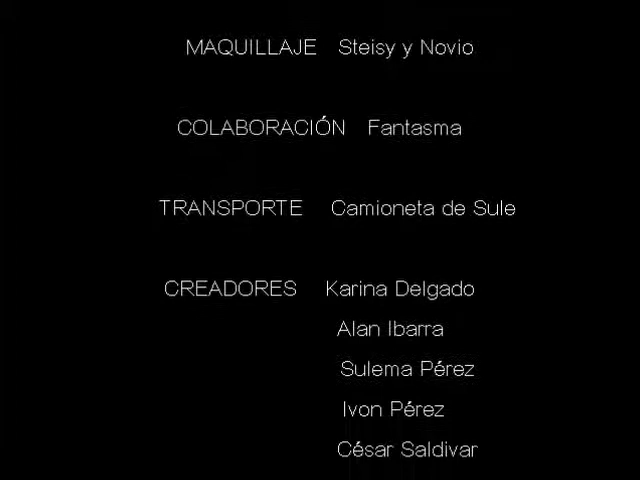 MAQUILLAJE Steisy y Novio
COLABORACIÓN Fantasma
TRANSPORTE Camioneta de Sule
CREADORES Karina Delgado
Alan Ibarra
Sulema Pérez
Ivon Pérez
César Saldivar